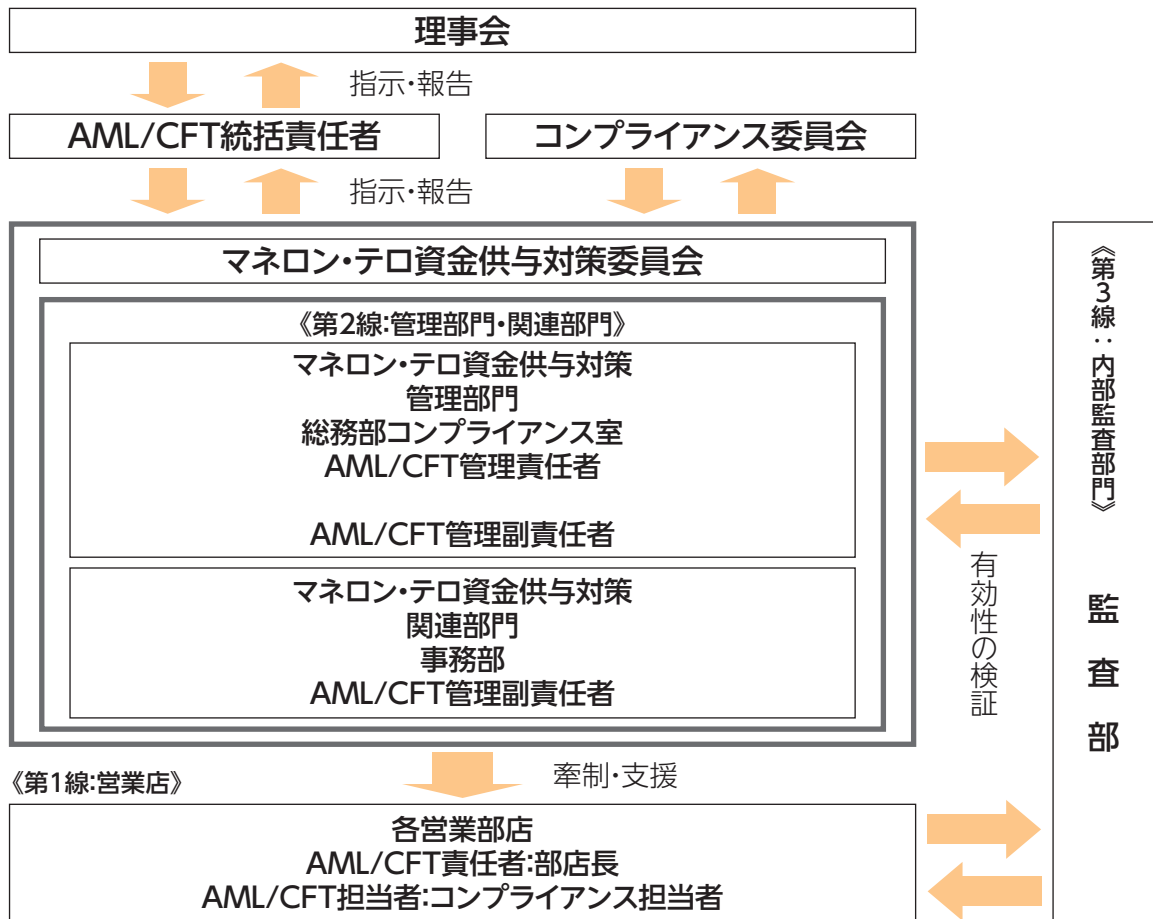 理事会
指示・報告
AML/CFT統括責任者
コンプライアンス委員会
指示・報告
マネロン・テロ資金供与対策委員会
《第2線:管理部門・関連部門》
マネロン・テロ資金供与対策
管理部門
総務部コンプライアンス室
AML/CFT管理責任者
AML/CFT管理副責任者
マネロン・テロ資金供与対策
関連部門
事務部
AML/CFT管理副責任者
有効性の検証
《第3線:内部監査部門》
監査部
牽制・支援
《第1線:営業店》
各営業部店
AML/CFT責任者:部店長
AML/CFT担当者:コンプライアンス担当者